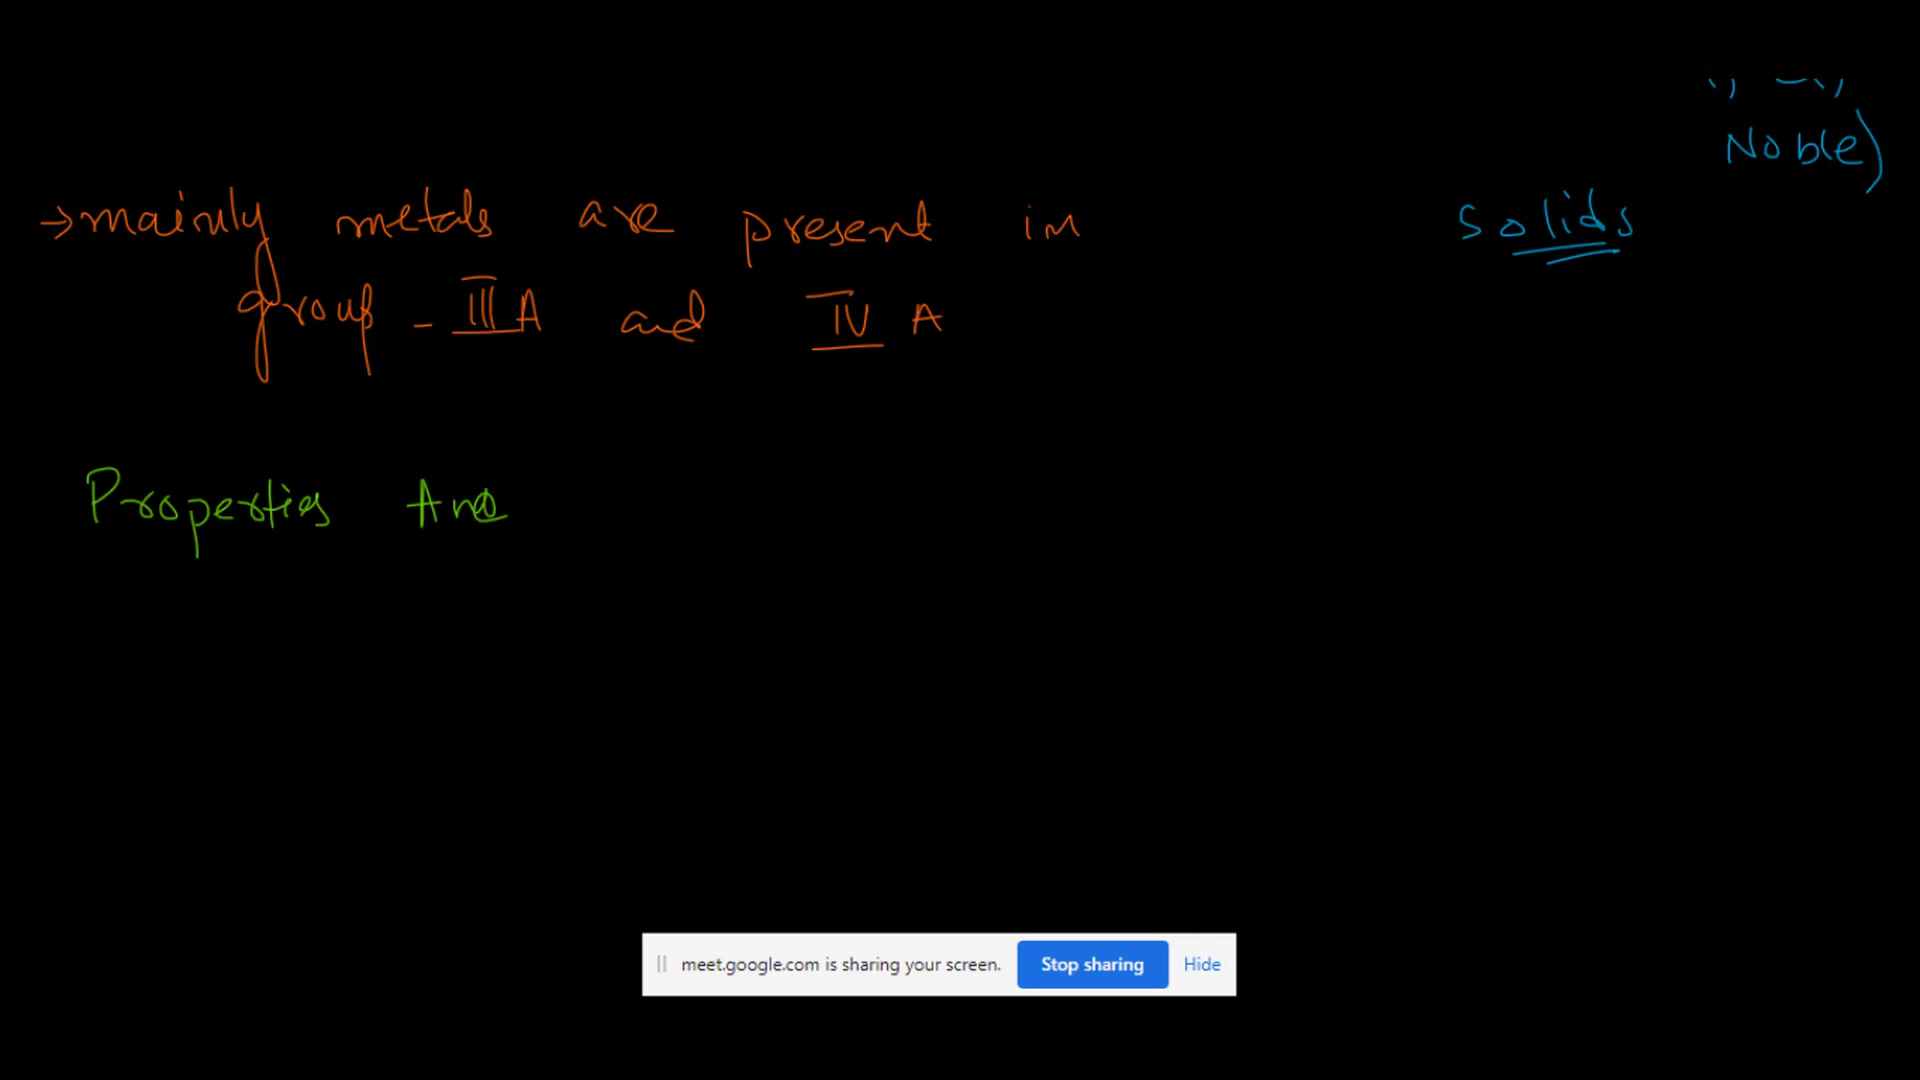 Noble)
→mainly metals are present in
solids
group - III A and IV A
Properties And
meet.google.com is sharing your screen. Stop sharing Hide